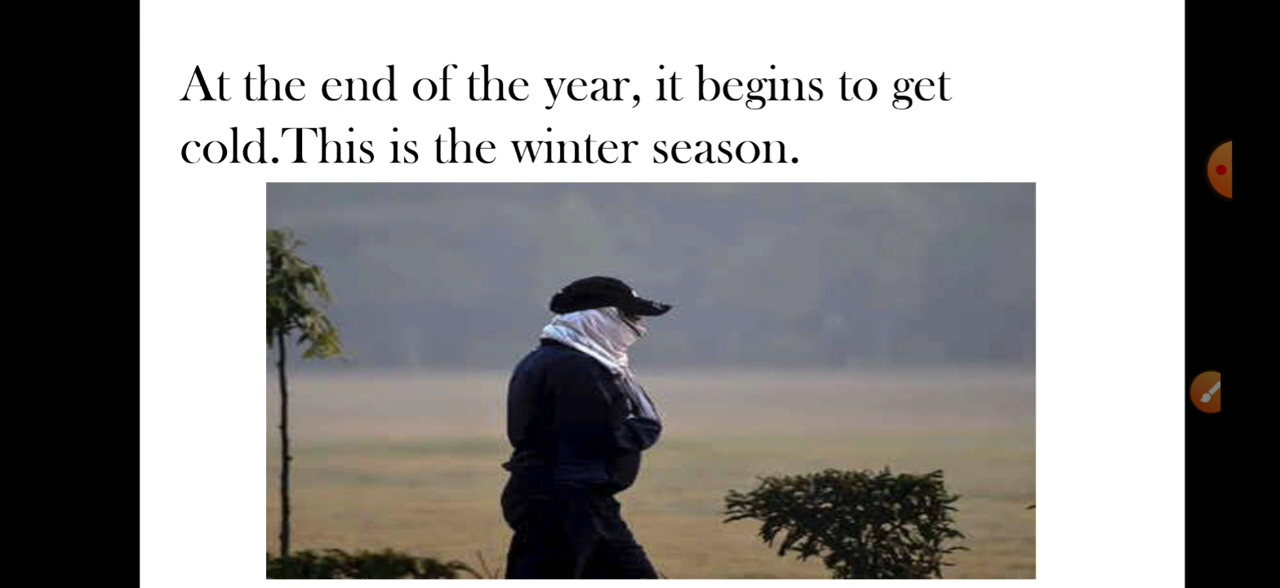 At the end of the year, it begins to get
cold.This is the winter season.